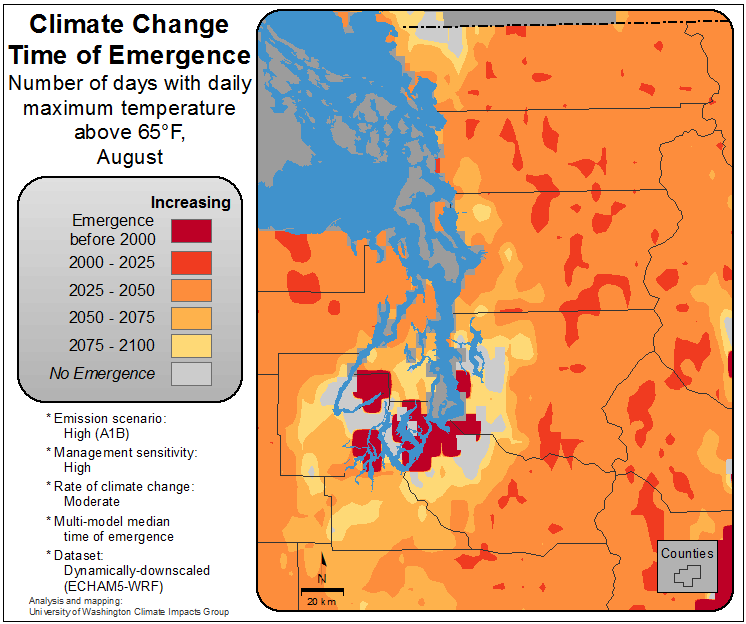 Climate Change
Time of Emergence
Number of days with daily
maximum temperature
above 65°F,
August
Increasing
Emergence
before 2000
2000 - 2025
2025 - 2050
2050 - 2075
2075 - 2100
No Emergence
* Emission scenario:
High (A1B)
* Management sensitivity:
High
* Rate of climate change:
Moderate
* Multi-model median
time of emergence
* Dataset:
Dynamically-downscaled
(ECHAM5-WRF)
Analysis and mapping:
University of Washington Climate Impacts Group
N
20 km
Counties